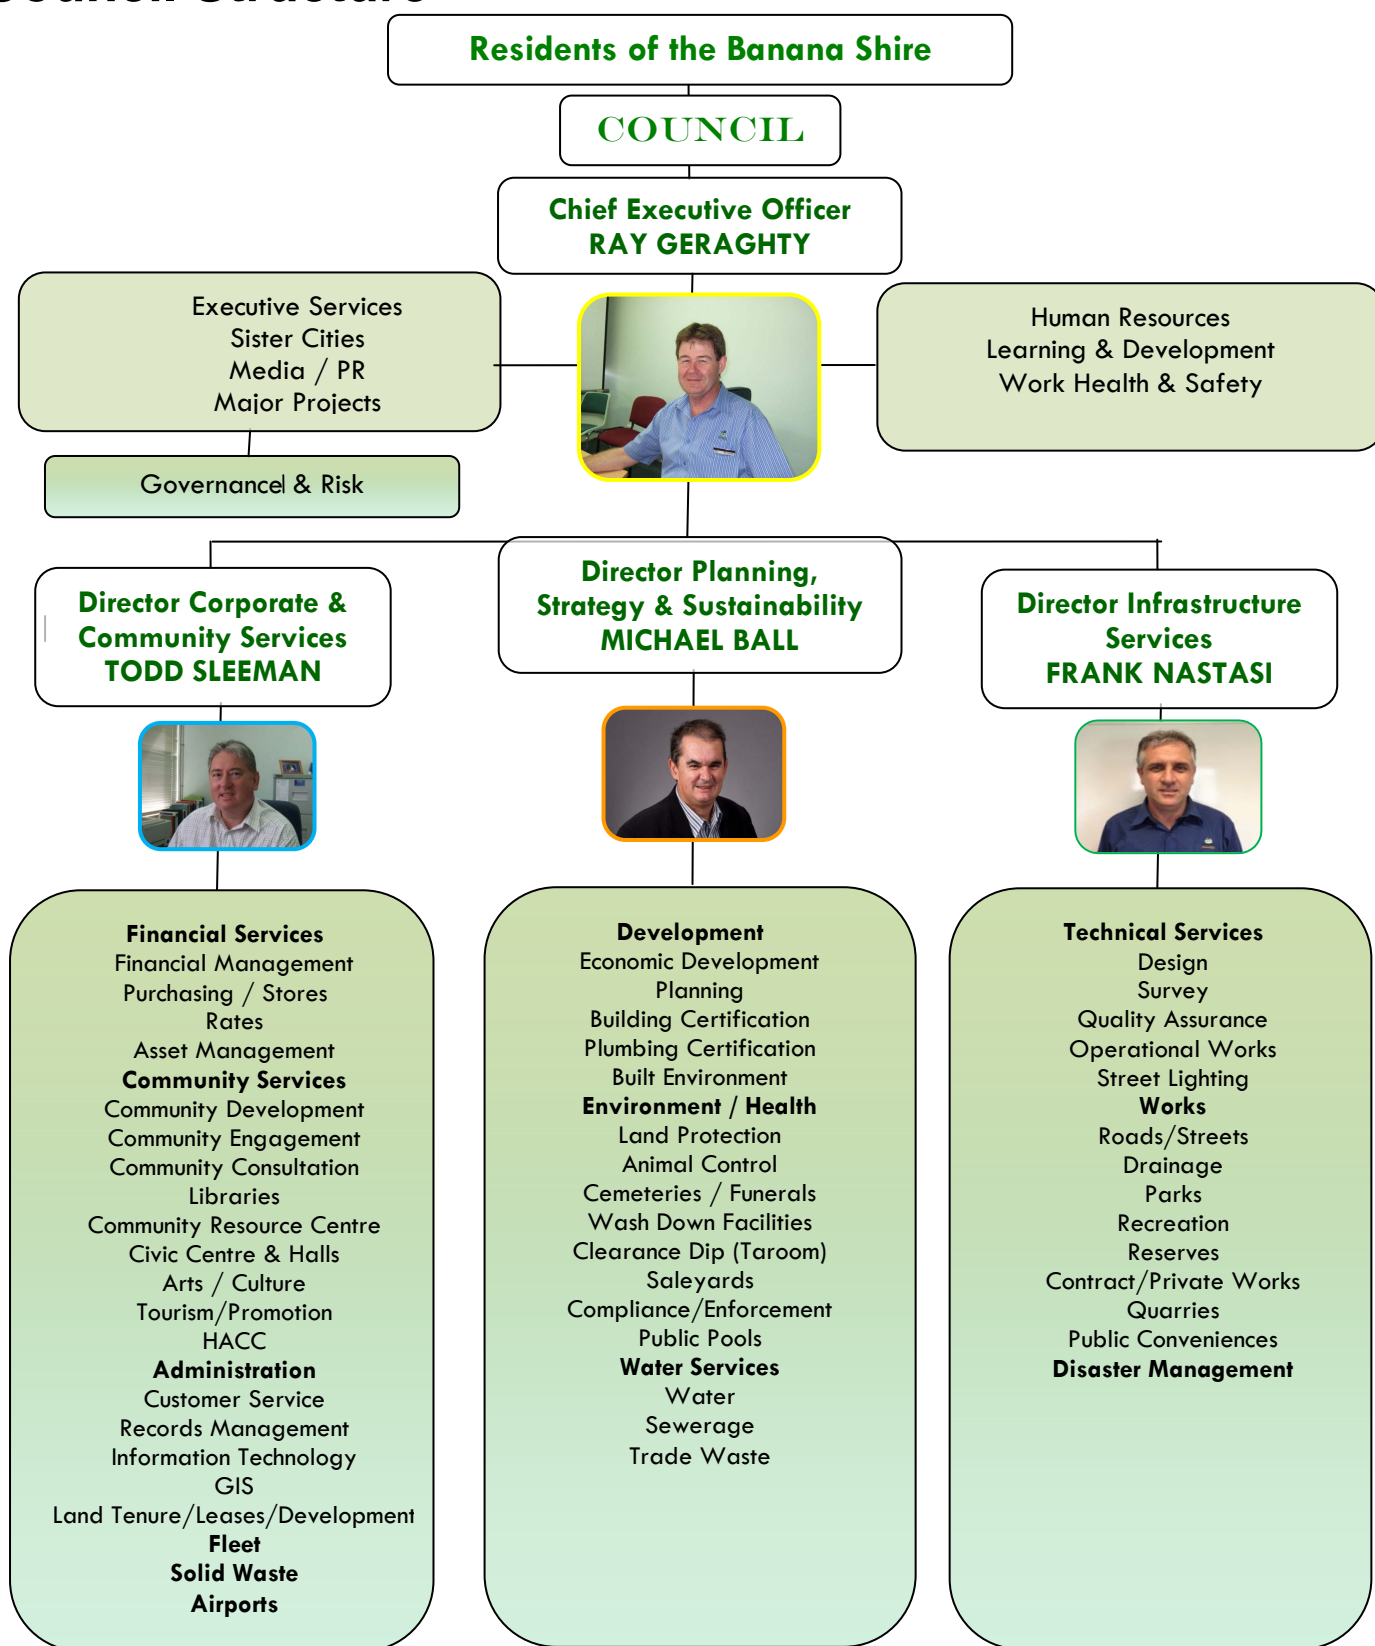 Council Structure
Residents of the Banana Shire
COUNCIL
Chief Executive Officer
RAY GERAGHTY
Executive Services
Sister Cities
Media / PR
Major Projects
Human Resources
Learning & Development
Work Health & Safety
Governance & Risk
Director Corporate &
Community Services
TODD SLEEMAN
Director Planning,
Strategy & Sustainability
MICHAEL BALL
Director Infrastructure
Services
FRANK NASTASI
Financial Services
Financial Management
Purchasing / Stores
Rates
Asset Management
Community Services
Community Development
Community Engagement
Community Consultation
Libraries
Community Resource Centre
Civic Centre & Halls
Arts / Culture
Tourism/Promotion
HACC
Administration
Customer Service
Records Management
Information Technology
GIS
Land Tenure/Leases/Development
Fleet
Solid Waste
Airports
Development
Economic Development
Planning
Building Certification
Plumbing Certification
Built Environment
Environment / Health
Land Protection
Animal Control
Cemeteries / Funerals
Wash Down Facilities
Clearance Dip (Taroom)
Saleyards
Compliance/Enforcement
Public Pools
Water Services
Water
Sewerage
Trade Waste
Technical Services
Design
Survey
Quality Assurance
Operational Works
Street Lighting
Works
Roads/Streets
Drainage
Parks
Recreation
Reserves
Contract/Private Works
Quarries
Public Conveniences
Disaster Management